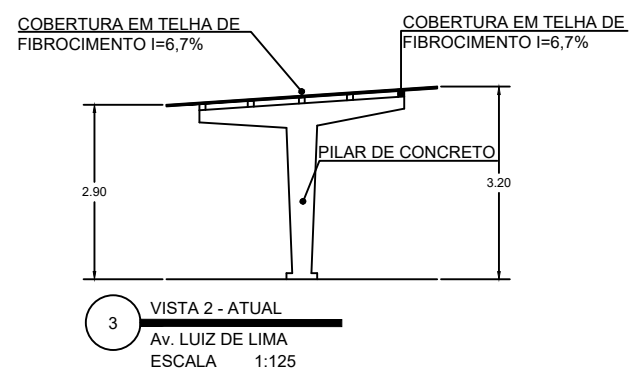 COBERTURA EM TELHA DE
FIBROCIMENTO I=6,7%
COBERTURA EM TELHA DE
FIBROCIMENTO I=6,7%
PILAR DE CONCRETO
2.90
3.20
3
VISTA 2 - ATUAL
Av. LUIZ DE LIMA
ESCALA 1:125